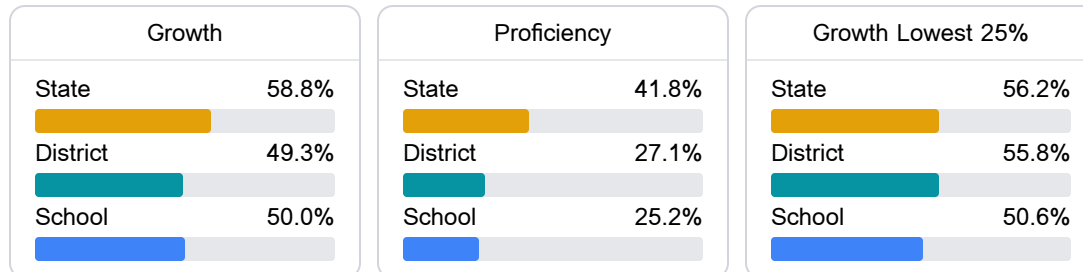 Growth
State 58.8%
District 49.3%
School 50.0%
Proficiency
State 41.8%
District 27.1%
School 25.2%
Growth Lowest 25%
State 56.2%
District 55.8%
School 50.6%